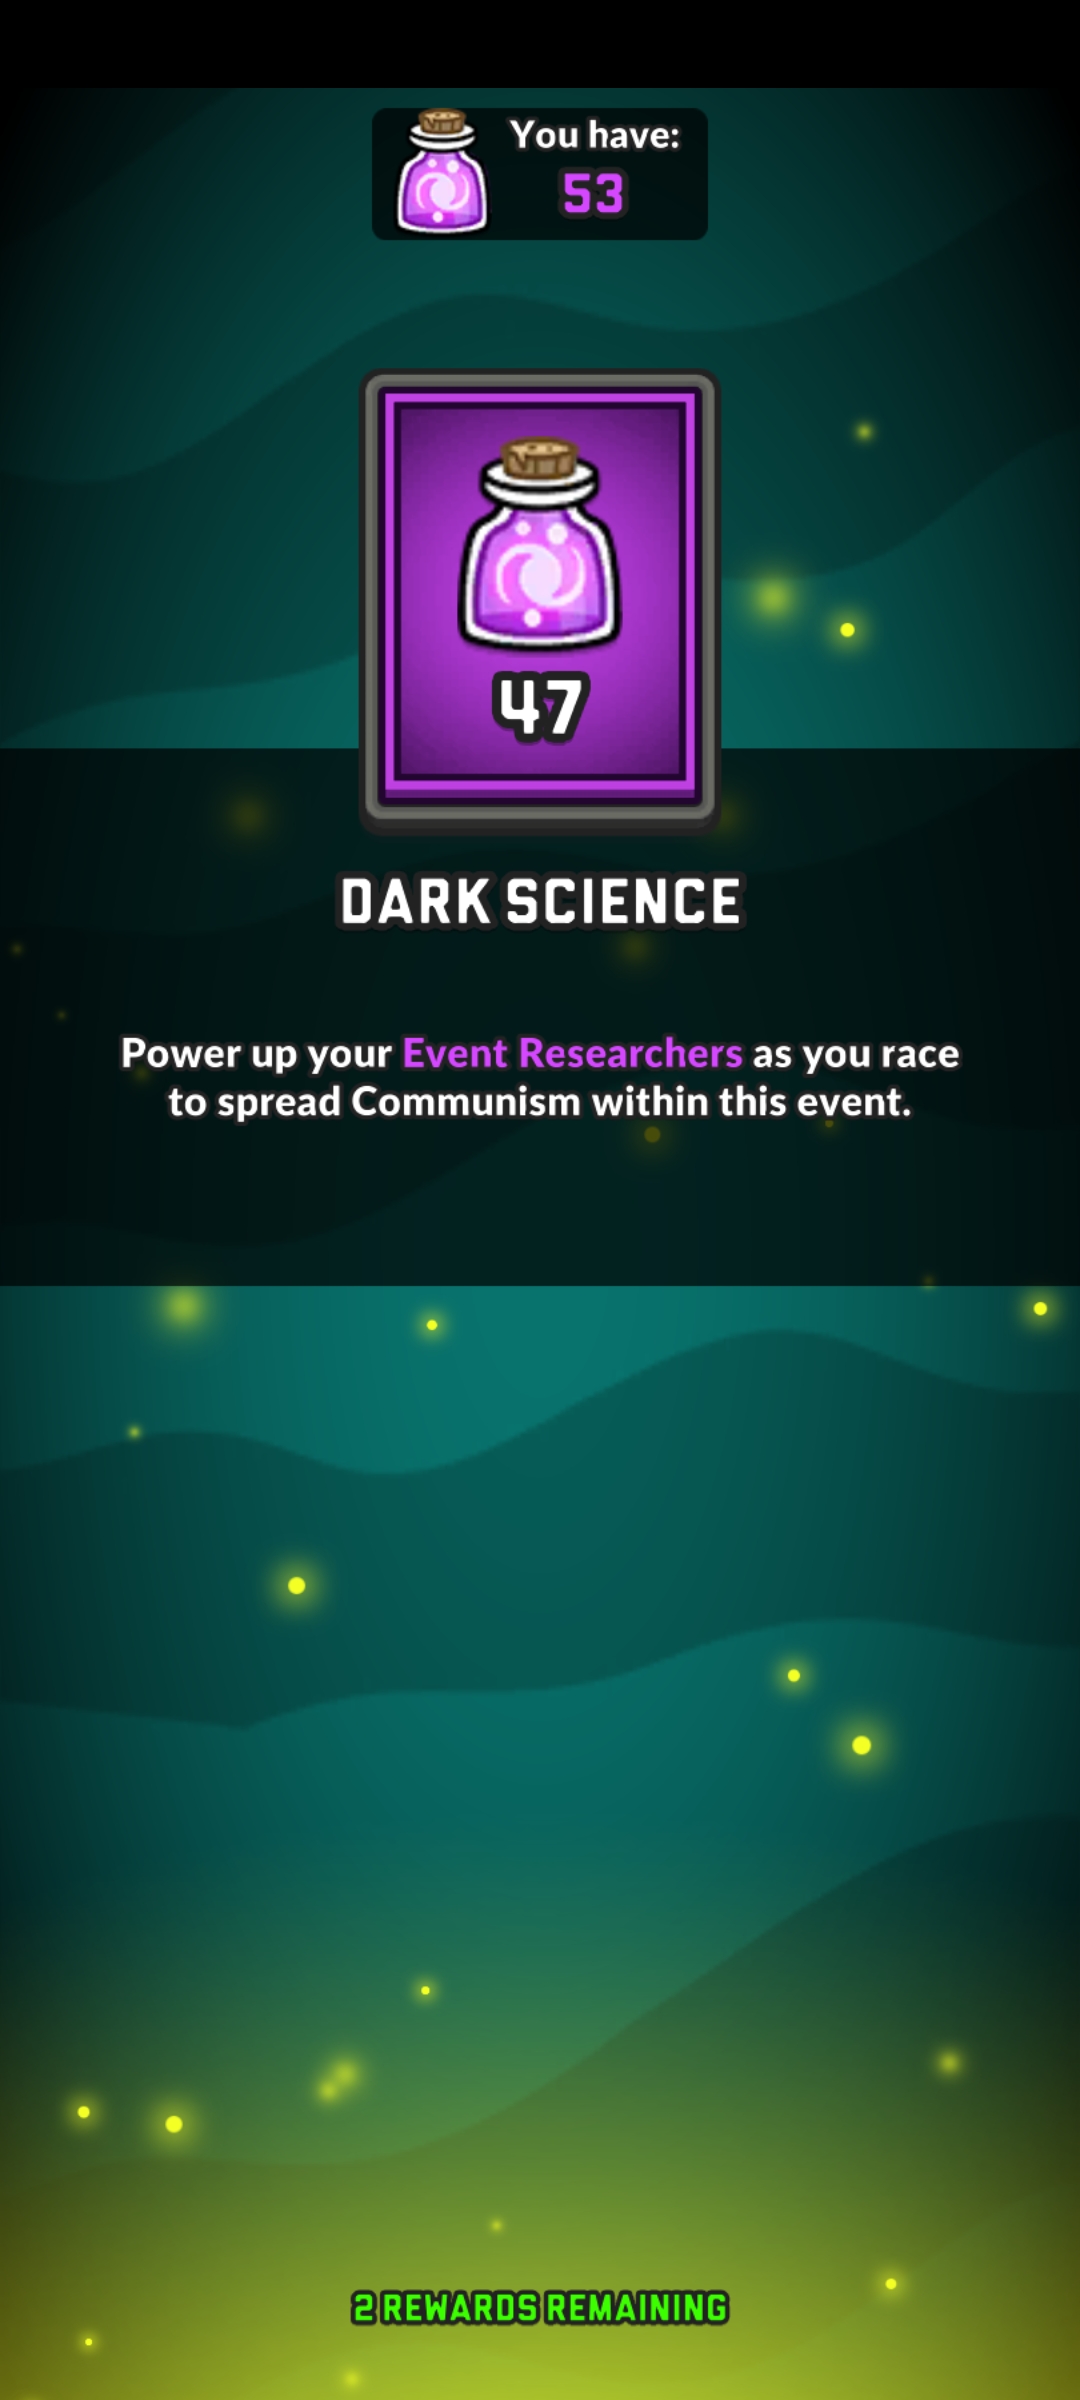 You have:
53
47
DARK SCIENCE
Power up your Event Researchers as you race
to spread Communism within this event.
2 REWARDS REMAINING